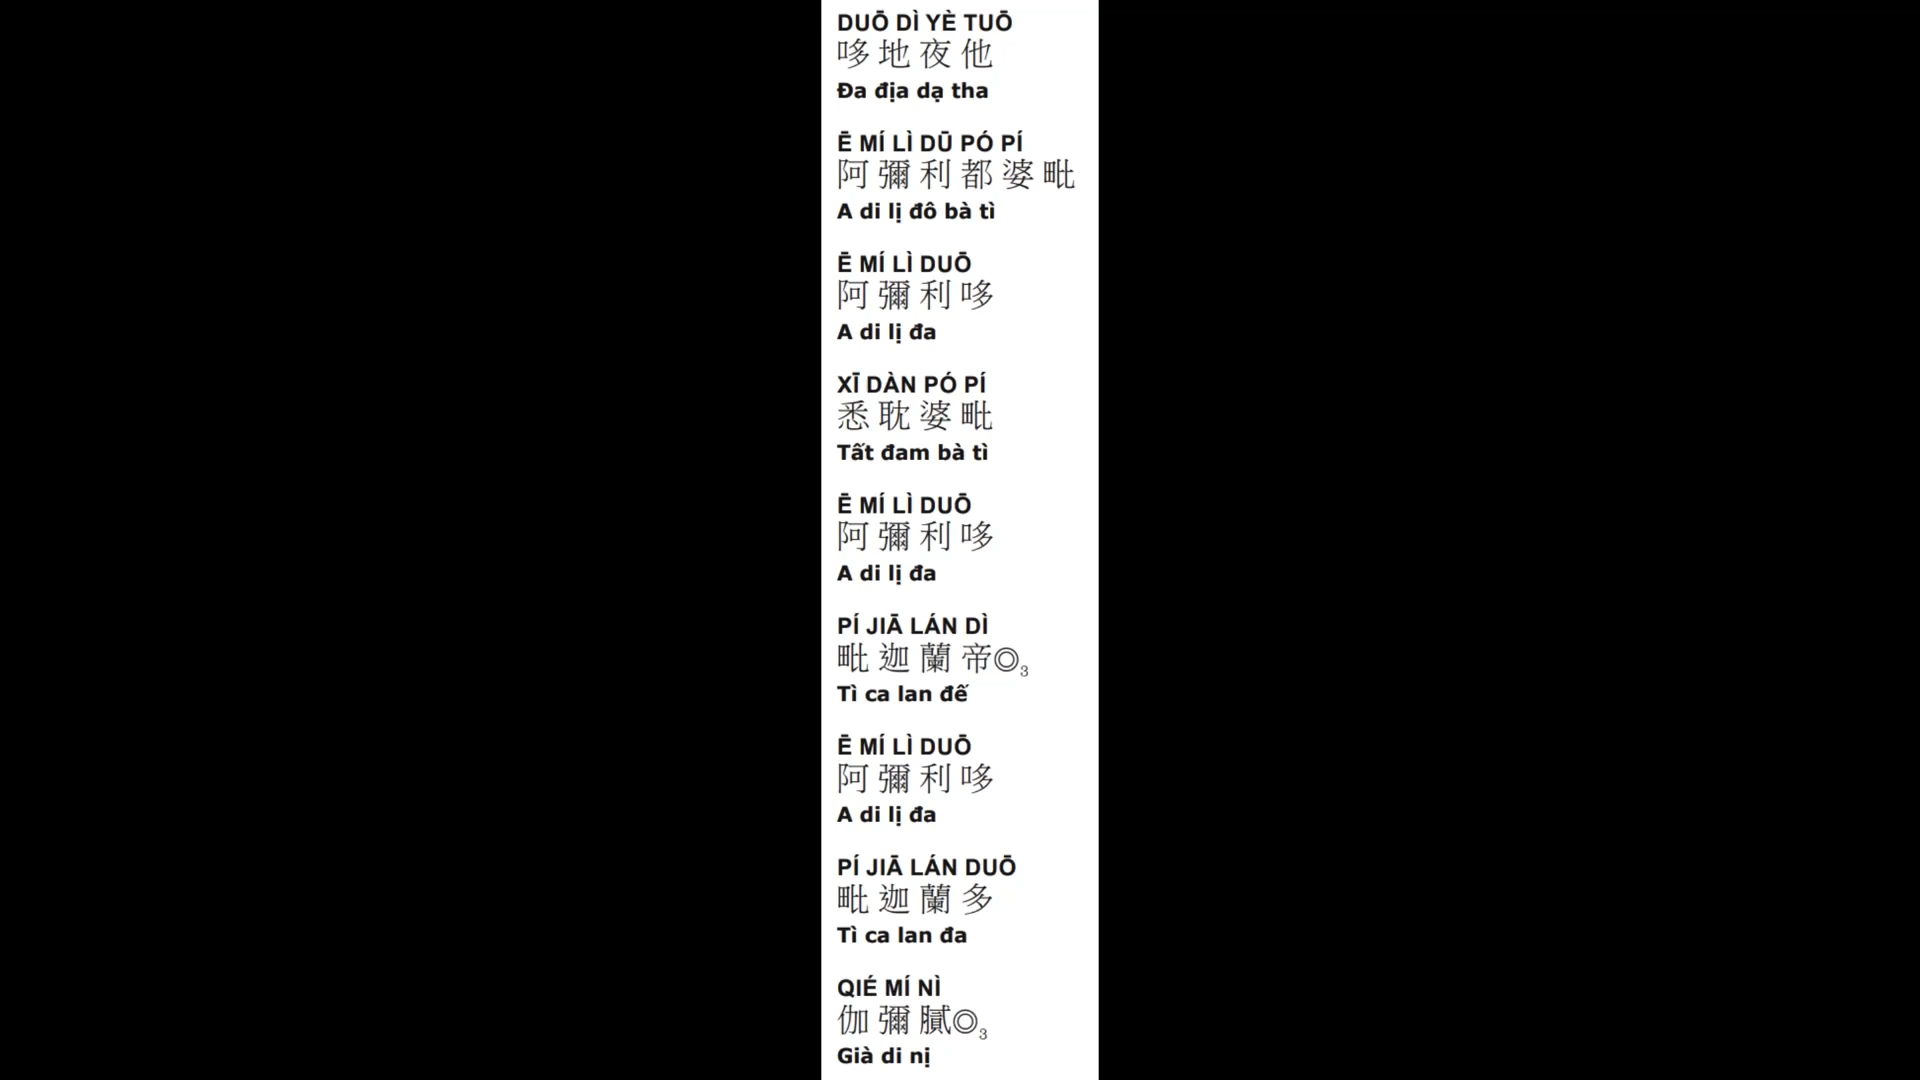 DUŌ DÌ YÈ TUŌ
哆 地 夜 他
Đa địa dạ tha
Ē MÍ LÌ DŪ PÓ PÍ
阿 彌 利 都 婆 毗
A di lị đô bà tì
Ē MÍ LÌ DUŌ
阿 彌 利 哆
A di lị đa
XĪ DÀN PÓ PÍ
悉 耽 婆 毗
Tất đam bà tì
Ē MÍ LÌ DUŌ
阿 彌 利 哆
A di lị đa
PÍ JIĀ LÁN DÌ
毗 迦 蘭 帝◎3
Tì ca lan đế
Ē MÍ LÌ DUŌ
阿 彌 利 哆
A di lị đa
PÍ JIĀ LÁN DUŌ
毗 迦 蘭 多
Tì ca lan đa
QIÉ MÍ NÌ
伽 彌 膩◎3
Già di nị